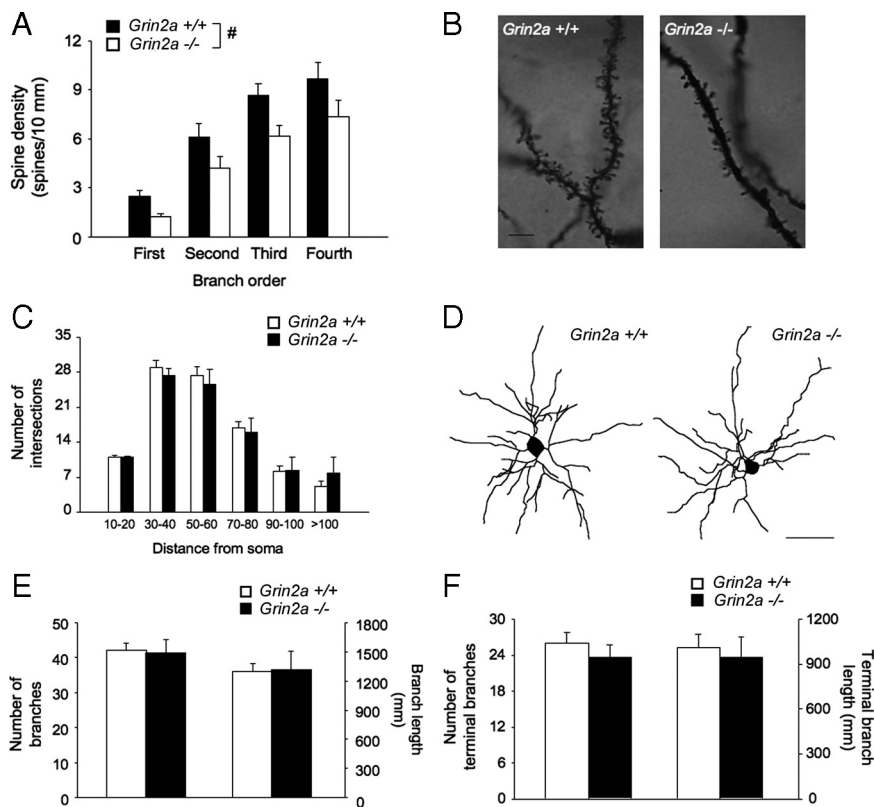 A
Grin2a +/+
Grin2a -/-
#
Spine density
(spines/10 mm)
12
9
6
3
0
First Second Third Fourth
Branch order
B
Grin2a +/+
Grin2a -/-
C
Grin2a +/+
Grin2a -/-
Number of
intersections
35
28
21
14
7
0
10-20 30-40 50-60 70-80 90-100 >100
Distance from soma
D
Grin2a +/+
Grin2a -/-
E
Grin2a +/+
Grin2a -/-
Number of
branches
50
40
30
20
10
0
1800
1500
1200
900
600
300
0
Branch length
(mm)
F
Grin2a +/+
Grin2a -/-
Number of
terminal branches
30
24
18
12
6
0
1200
900
600
300
0
Terminal branch
length (mm)